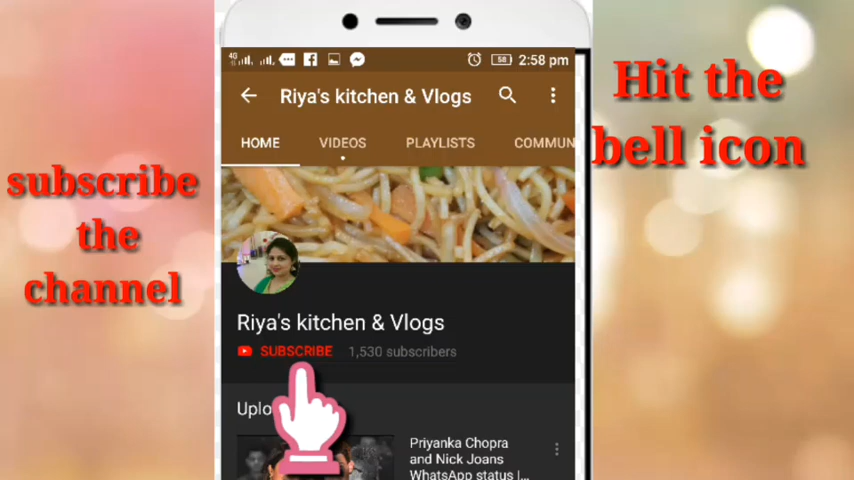 subscribe
the
channel
Hit the
bell icon
4G
58
2:58 pm
Riya's kitchen & Vlogs
HOME
VIDEOS
PLAYLISTS
COMMUN
Riya's kitchen & Vlogs
SUBSCRIBE 1,530 subscribers
Uplo
Priyanka Chopra
and Nick Joans
WhatsApp status |...